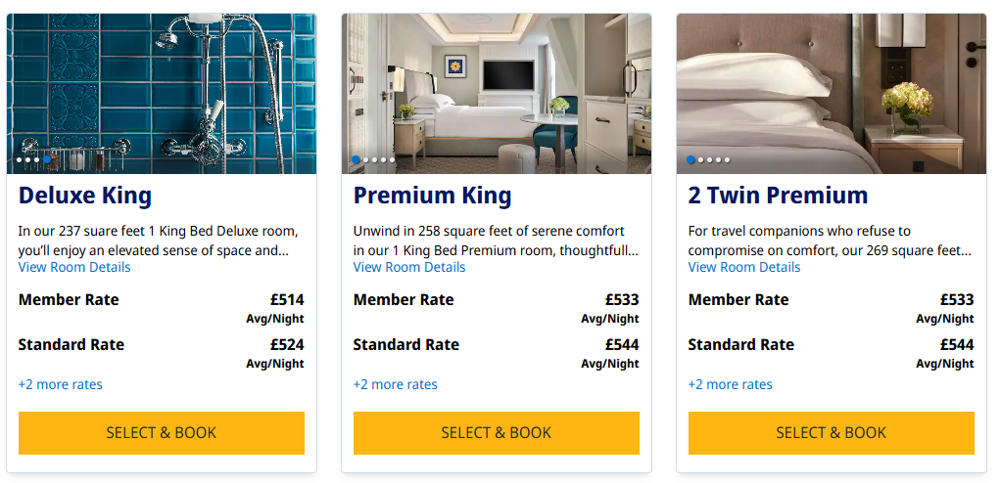 Deluxe King
In our 237 suare feet 1 King Bed Deluxe room,
you'll enjoy an elevated sense of space and...
View Room Details
Member Rate £514
Avg/Night
Standard Rate £524
Avg/Night
+2 more rates
SELECT & BOOK
Premium King
Unwind in 258 square feet of serene comfort
in our 1 King Bed Premium room, thoughtfull...
View Room Details
Member Rate £533
Avg/Night
Standard Rate £544
Avg/Night
+2 more rates
SELECT & BOOK
2 Twin Premium
For travel companions who refuse to
compromise on comfort, our 269 square feet...
View Room Details
Member Rate £533
Avg/Night
Standard Rate £544
Avg/Night
+2 more rates
SELECT & BOOK